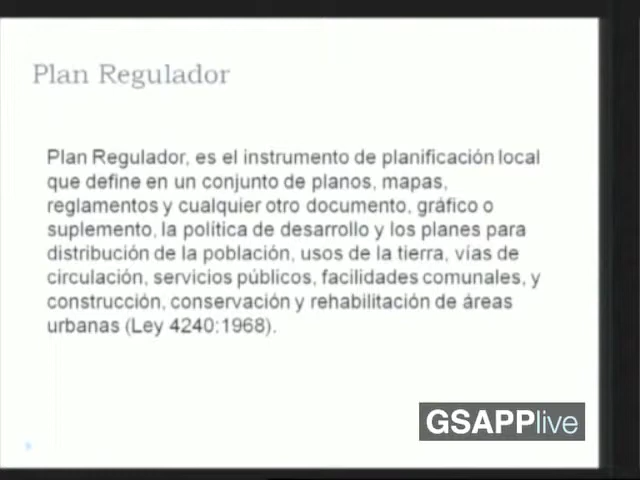 Plan Regulador
Plan Regulador, es el instrumento de planificación local
que define en un conjunto de planos, mapas,
reglamentos y cualquier otro documento, gráfico o
suplemento, la política de desarrollo y los planes para
distribución de la población, usos de la tierra, vías de
circulación, servicios públicos, facilidades comunales, y
construcción, conservación y rehabilitación de áreas
urbanas (Ley 4240:1968).
GSAPPlive